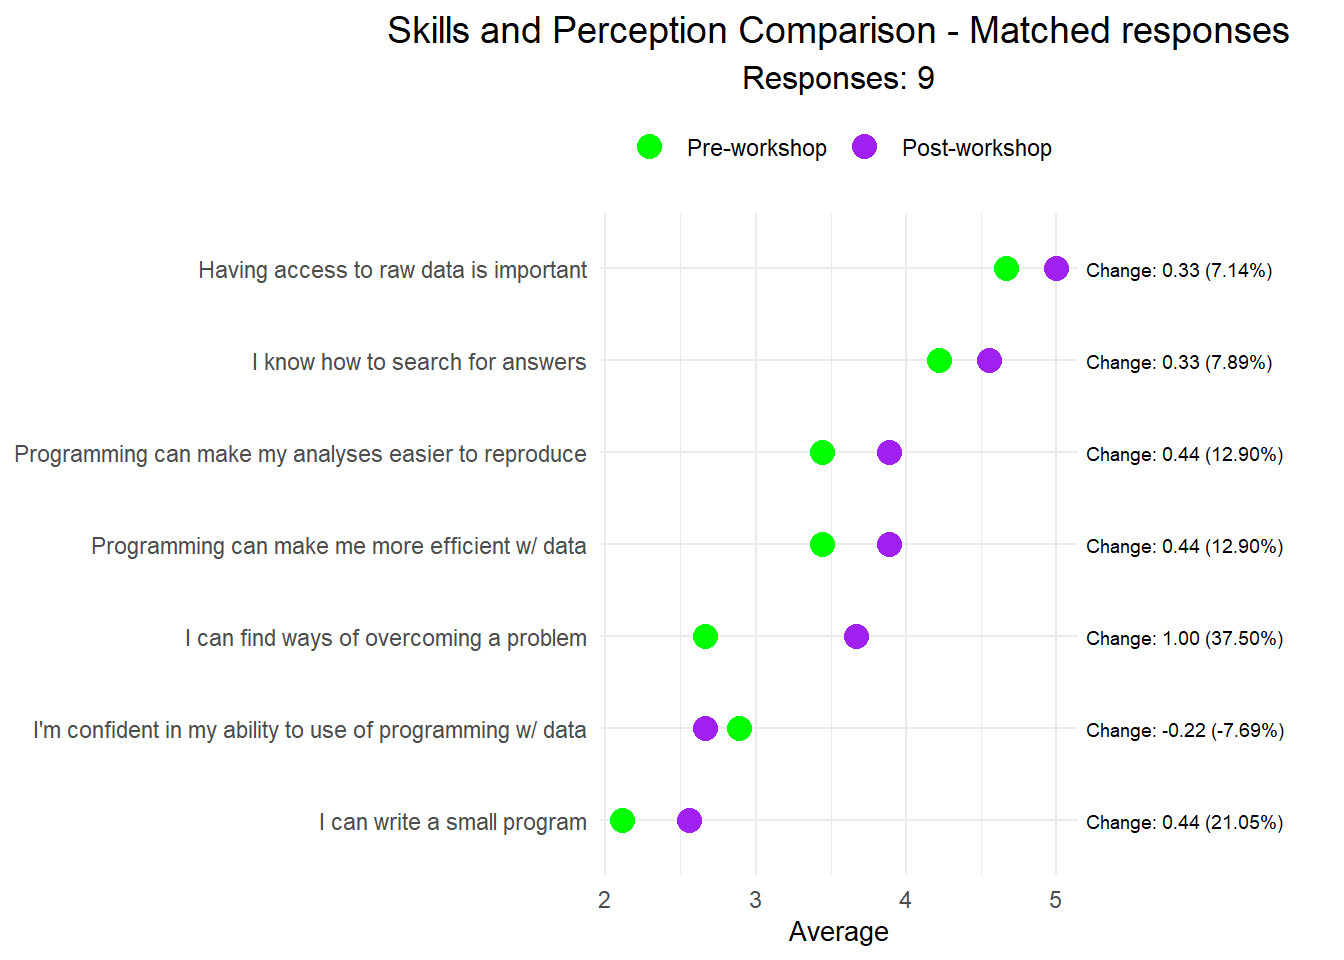 Skills and Perception Comparison - Matched responses
Responses: 9
Pre-workshop Post-workshop
Having access to raw data is important Change: 0.33 (7.14%)
I know how to search for answers Change: 0.33 (7.89%)
Programming can make my analyses easier to reproduce Change: 0.44 (12.90%)
Programming can make me more efficient w/ data Change: 0.44 (12.90%)
I can find ways of overcoming a problem Change: 1.00 (37.50%)
I'm confident in my ability to use of programming w/ data Change: -0.22 (-7.69%)
I can write a small program Change: 0.44 (21.05%)
2 3 4 5
Average